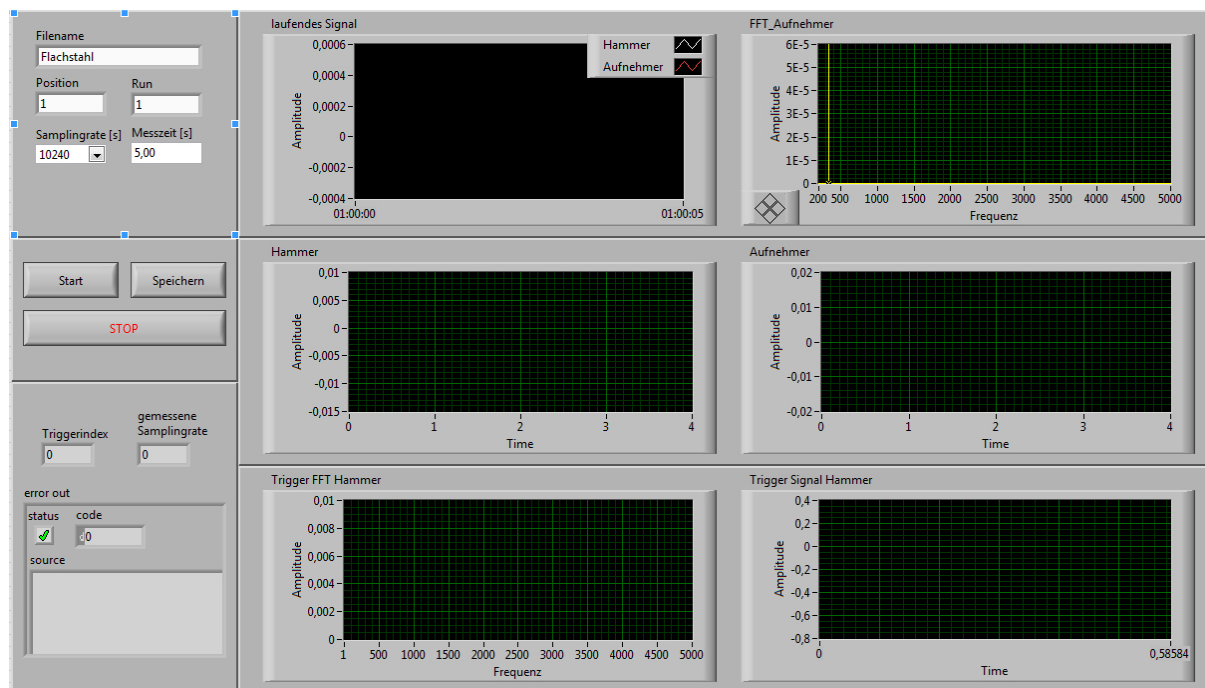 Filename
Flachstahl
Position
Run
1
1
Samplingrate [s]
Messzeit [s]
10240
5,00
Start
Speichern
STOP
Triggerindex
gemessene
Samplingrate
0
0
error out
status
code
d0
source
laufendes Signal
Hammer
Aufnehmer
Amplitude
0,0006
0,0004
0,0002
0
-0,0002
-0,0004
01:00:00
01:00:05
FFT_Aufnehmer
Amplitude
6E-5
5E-5
4E-5
3E-5
2E-5
1E-5
0
200 500 1000 1500 2000 2500 3000 3500 4000 4500 5000
Frequenz
Hammer
Amplitude
0,01
0,005
0
-0,005
-0,01
-0,015
0 1 2 3 4
Time
Aufnehmer
Amplitude
0,02
0,01
0
-0,01
-0,02
0 1 2 3 4
Time
Trigger FFT Hammer
Amplitude
0,01
0,008
0,006
0,004
0,002
0
1 500 1000 1500 2000 2500 3000 3500 4000 4500 5000
Frequenz
Trigger Signal Hammer
Amplitude
0,4
0,2
0
-0,2
-0,4
-0,6
-0,8
0 0,58584
Time